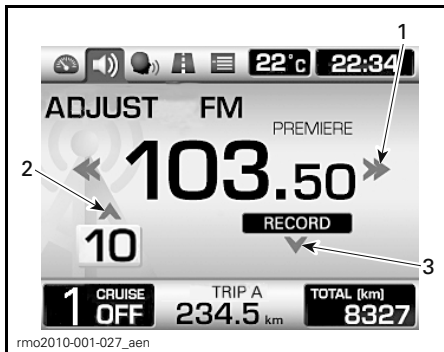 1
22°c 22:34
ADJUST FM
PREMIERE
2
103.50
RECORD
10
3
1 CRUISE OFF
TRIP A
234.5 km
TOTAL (km)
8327
rmo2010-001-027_aen